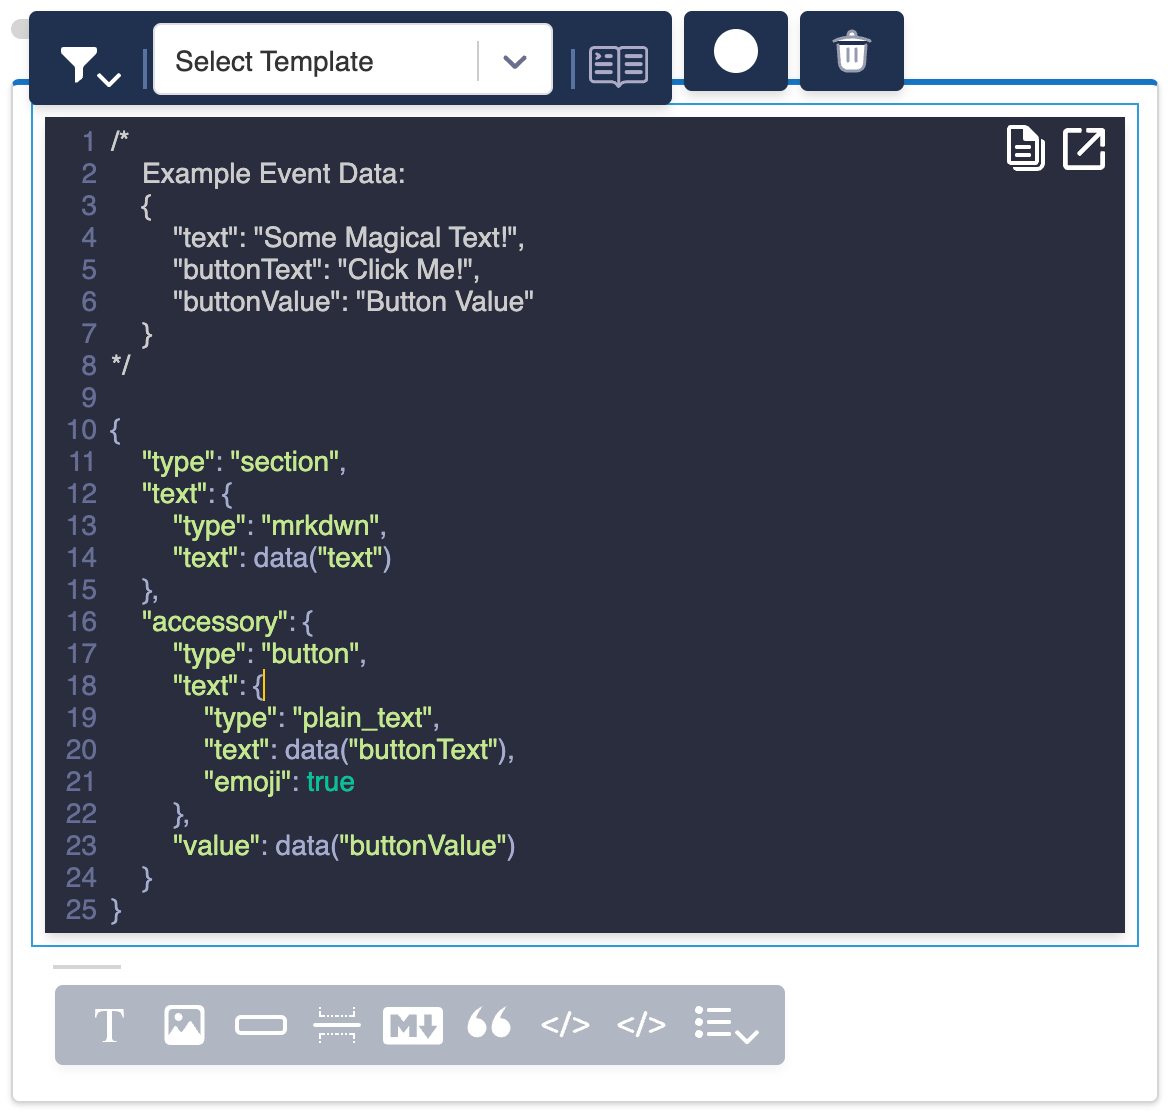 Select Template
1 /*
2 Example Event Data:
3 {
4 "text": "Some Magical Text!",
5 "buttonText": "Click Me!",
6 "buttonValue": "Button Value"
7 }
8 */
9
10 {
11 "type": "section",
12 "text": {
13 "type": "mrkdwn",
14 "text": data("text")
15 },
16 "accessory": {
17 "type": "button",
18 "text": {
19 "type": "plain_text",
20 "text": data("buttonText"),
21 "emoji": true
22 },
23 "value": data("buttonValue")
24 }
25 }
T M </> </>